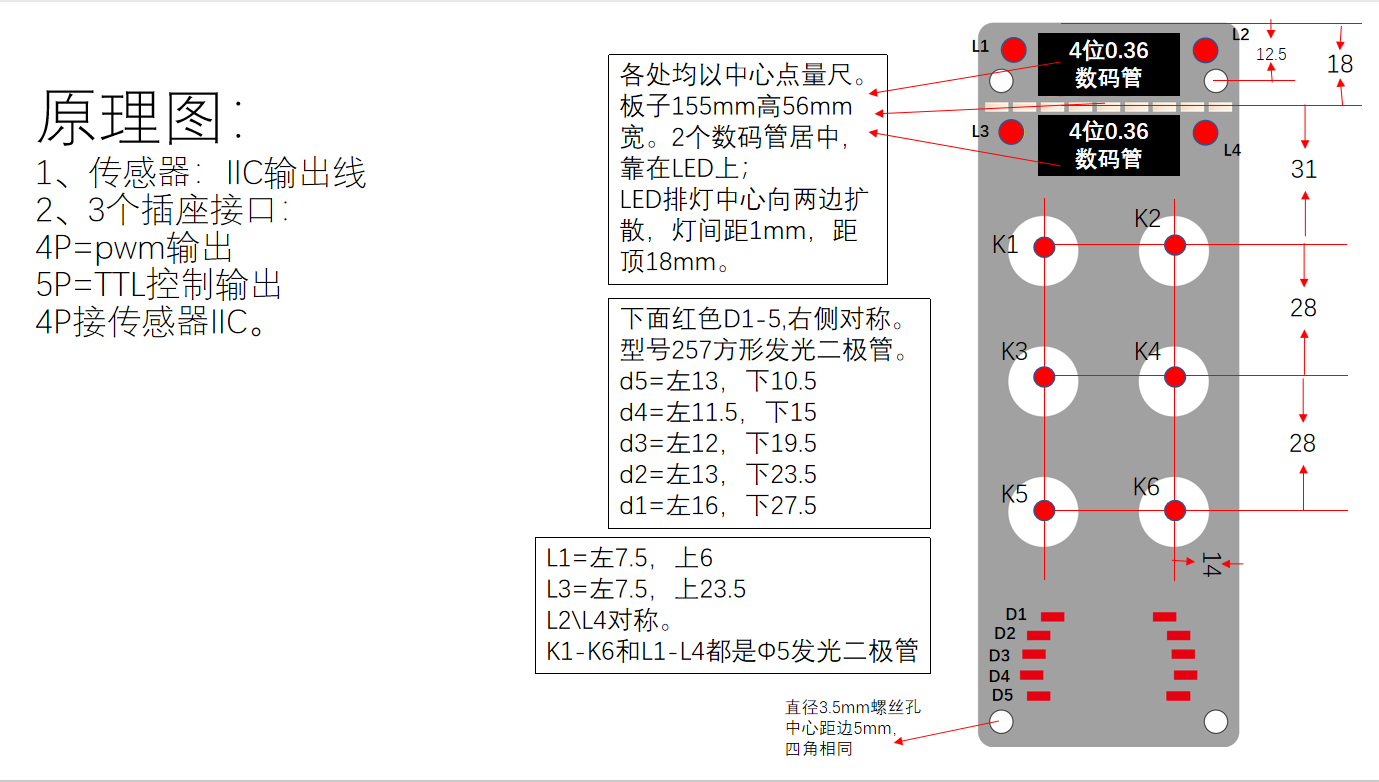 原理图：
1、传感器：IIC输出线
2、3个插座接口：
4P=pwm输出
5P=TTL控制输出
4P接传感器IIC。
各处均以中心点量尺。
板子155mm高56mm
宽。2个数码管居中，
靠在LED上；
LED排灯中心向两边扩
散，灯间距1mm，距
顶18mm。
下面红色D1-5,右侧对称。
型号257方形发光二极管。
d5=左13，下10.5
d4=左11.5，下15
d3=左12，下19.5
d2=左13，下23.5
d1=左16，下27.5
L1=左7.5，上6
L3=左7.5，上23.5
L2\L4对称。
K1-K6和L1-L4都是Φ5发光二极管
直径3.5mm螺丝孔
中心距边5mm，
四角相同
L1
4位0.36
数码管
L2
12.5
18
L3
4位0.36
数码管
L4
31
K1
K2
28
K3
K4
28
K5
K6
14
D1
D2
D3
D4
D5